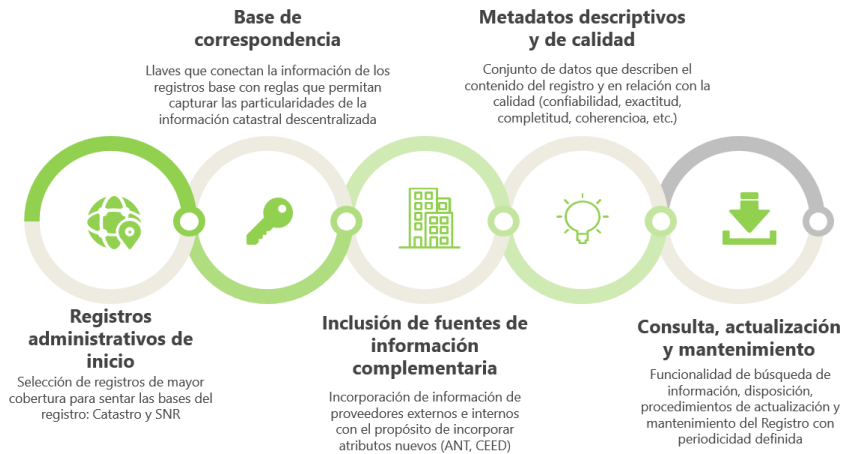 Base de
correspondencia
Llaves que conectan la información de los
registros base con reglas que permitan
capturar las particularidades de la
información catastral descentralizada
Metadatos descriptivos
y de calidad
Conjunto de datos que describen el
contenido del registro y en relación con la
calidad (confiabilidad, exactitud,
completitud, coherencioa, etc.)
Registros
administrativos de
inicio
Selección de registros de mayor
cobertura para sentar las bases del
registro: Catastro y SNR
Inclusión de fuentes de
información
complementaria
Incorporación de información de
proveedores externos e internos
con el propósito de incorporar
atributos nuevos (ANT, CEED)
Consulta, actualización
y mantenimiento
Funcionalidad de búsqueda de
información, disposición,
procedimientos de actualización y
mantenimiento del Registro con
periodicidad definida